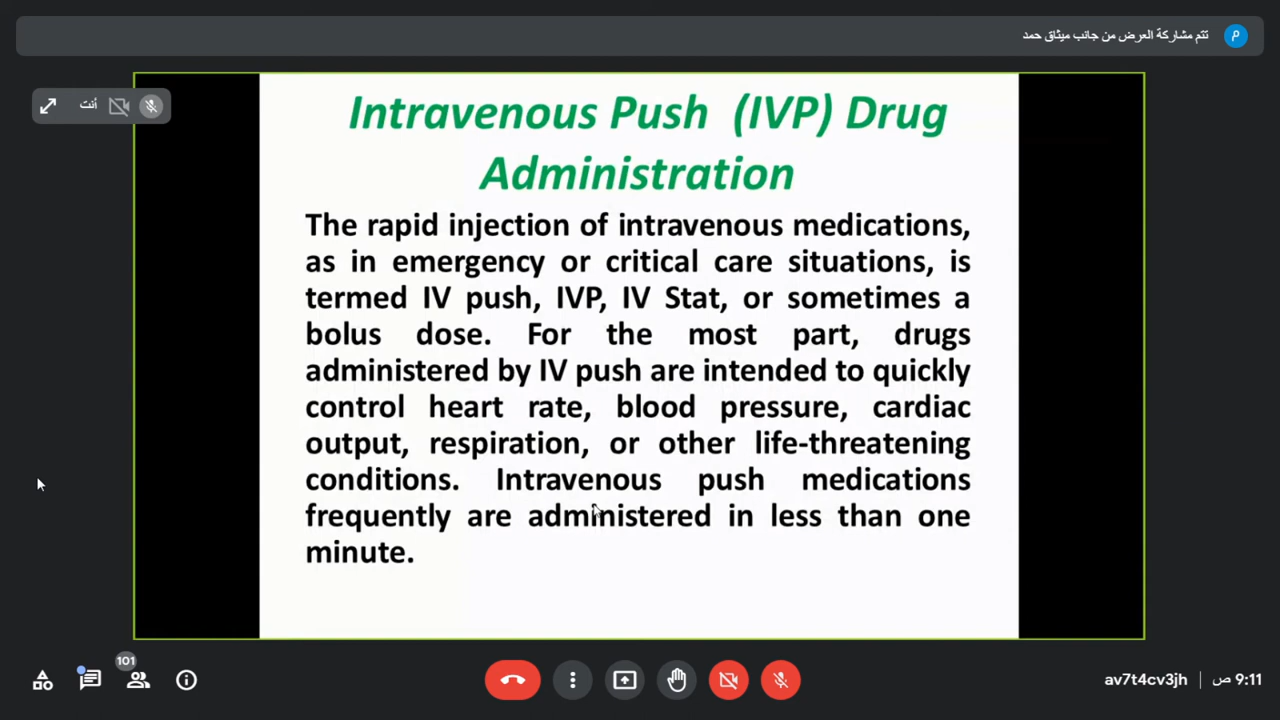 تتم مشاركة العرض من جانب ميثاق حمد
م
أنت
Intravenous Push (IVP) Drug
Administration
The rapid injection of intravenous medications,
as in emergency or critical care situations, is
termed IV push, IVP, IV Stat, or sometimes a
bolus dose. For the most part, drugs
administered by IV push are intended to quickly
control heart rate, blood pressure, cardiac
output, respiration, or other life-threatening
conditions. Intravenous push medications
frequently are administered in less than one
minute.
101
av7t4cv3jh
9:11 ص